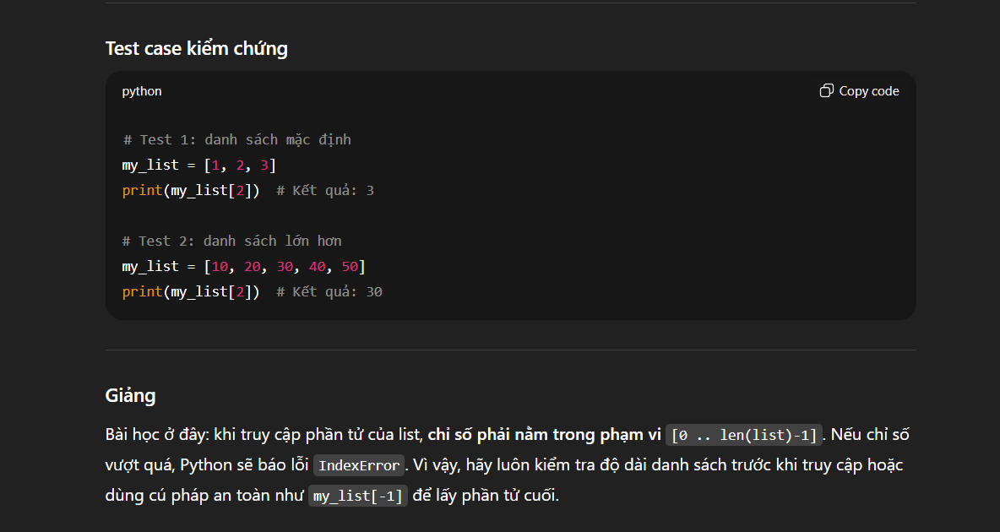 Test case kiểm chứng
python
Copy code
# Test 1: danh sách mặc định
my_list = [1, 2, 3]
print(my_list[2])  # Kết quả: 3
# Test 2: danh sách lớn hơn
my_list = [10, 20, 30, 40, 50]
print(my_list[2])  # Kết quả: 30
Giảng
Bài học ở đây: khi truy cập phần tử của list, chỉ số phải nằm trong phạm vi [0 .. len(list)-1]. Nếu chỉ số
vượt quá, Python sẽ báo lỗi IndexError. Vì vậy, hãy luôn kiểm tra độ dài danh sách trước khi truy cập hoặc
dùng cú pháp an toàn như my_list[-1] để lấy phần tử cuối.